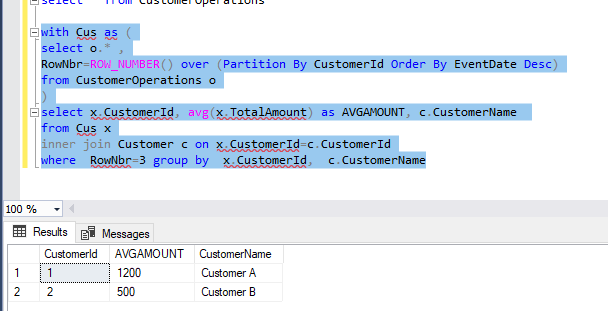 select * from CustomerOperations
with Cus as (
select o.* ,
RowNbr=ROW_NUMBER() over (Partition By CustomerId Order By EventDate Desc)
from CustomerOperations o
)
select x.CustomerId, avg(x.TotalAmount) as AVGAMOUNT, c.CustomerName
from Cus x
inner join Customer c on x.CustomerId=c.CustomerId
where RowNbr=3 group by x.CustomerId, c.CustomerName
100 %
Results Messages
CustomerId AVGAMOUNT CustomerName
1 1 1200 Customer A
2 2 500 Customer B